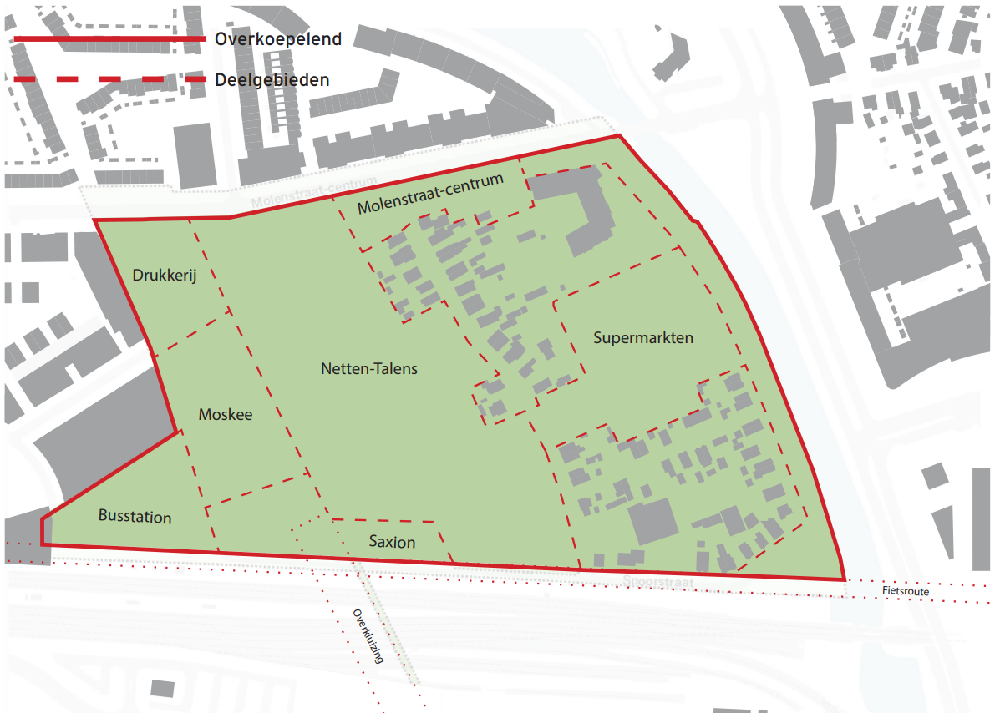 Overkoepelend
Deelgebieden
Molenstraat-centrum
Molenstraat-centrum
Drukkerij
Supermarkten
Netten-Talens
Moskee
Busstation
Saxion
Spoorstraat
Fietsroute
Overkluizing